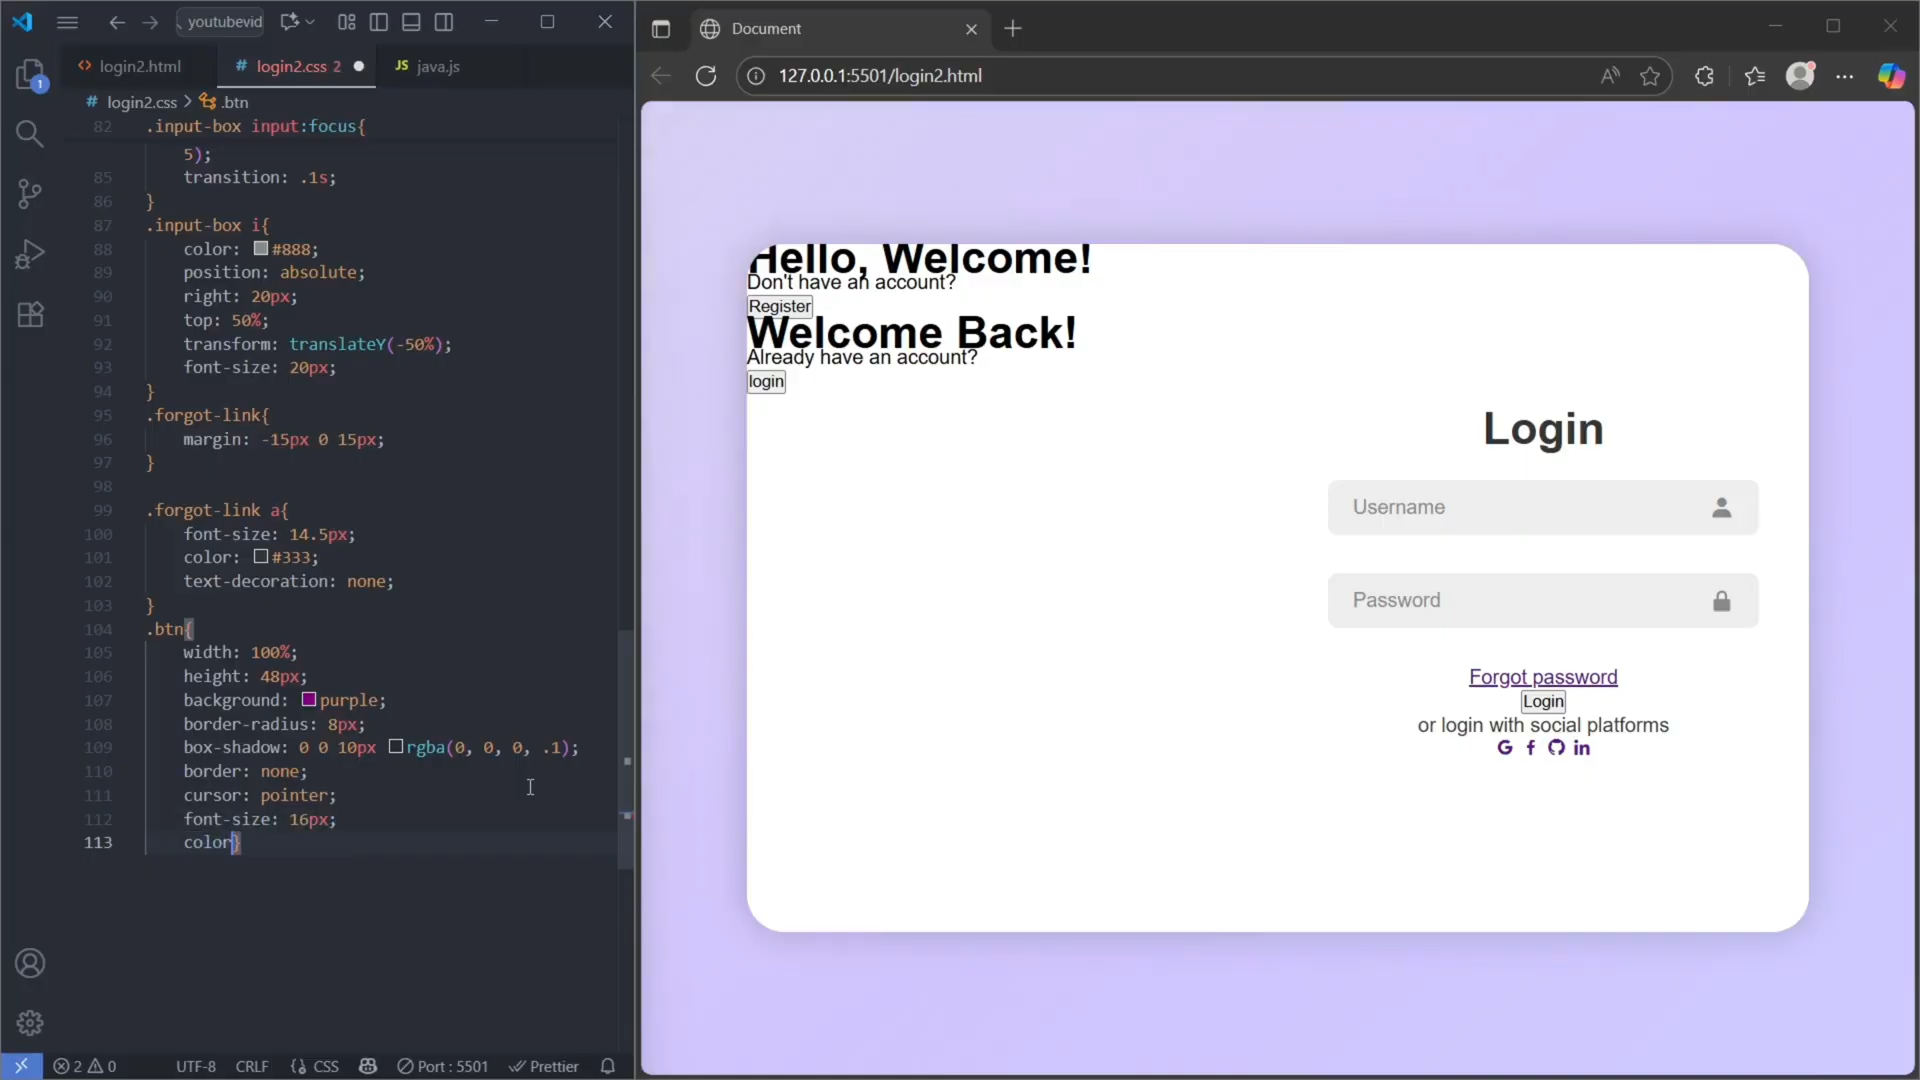 youtubevid
login2.html
# login2.css 2
JS java.js
# login2.css > .btn
82 .input-box input:focus{
5);
85 transition: .1s;
86 }
87 .input-box i{
88 color: #888;
89 position: absolute;
90 right: 20px;
91 top: 50%;
92 transform: translateY(-50%);
93 font-size: 20px;
94 }
95 .forgot-link{
96 margin: -15px 0 15px;
97 }
98
99 .forgot-link a{
100 font-size: 14.5px;
101 color: #333;
102 text-decoration: none;
103 }
104 .btn{
105 width: 100%;
106 height: 48px;
107 background: purple;
108 border-radius: 8px;
109 box-shadow: 0 0 10px rgba(0, 0, 0, .1);
110 border: none;
111 cursor: pointer;
112 font-size: 16px;
113 color}
1
2 0 UTF-8 CRLF {} CSS Port : 5501 Prettier
Document
127.0.0.1:5501/login2.html
Hello, Welcome!
Don't have an account?
Register
Welcome Back!
Already have an account?
login
Login
Username
Password
Forgot password
Login
or login with social platforms
G f in